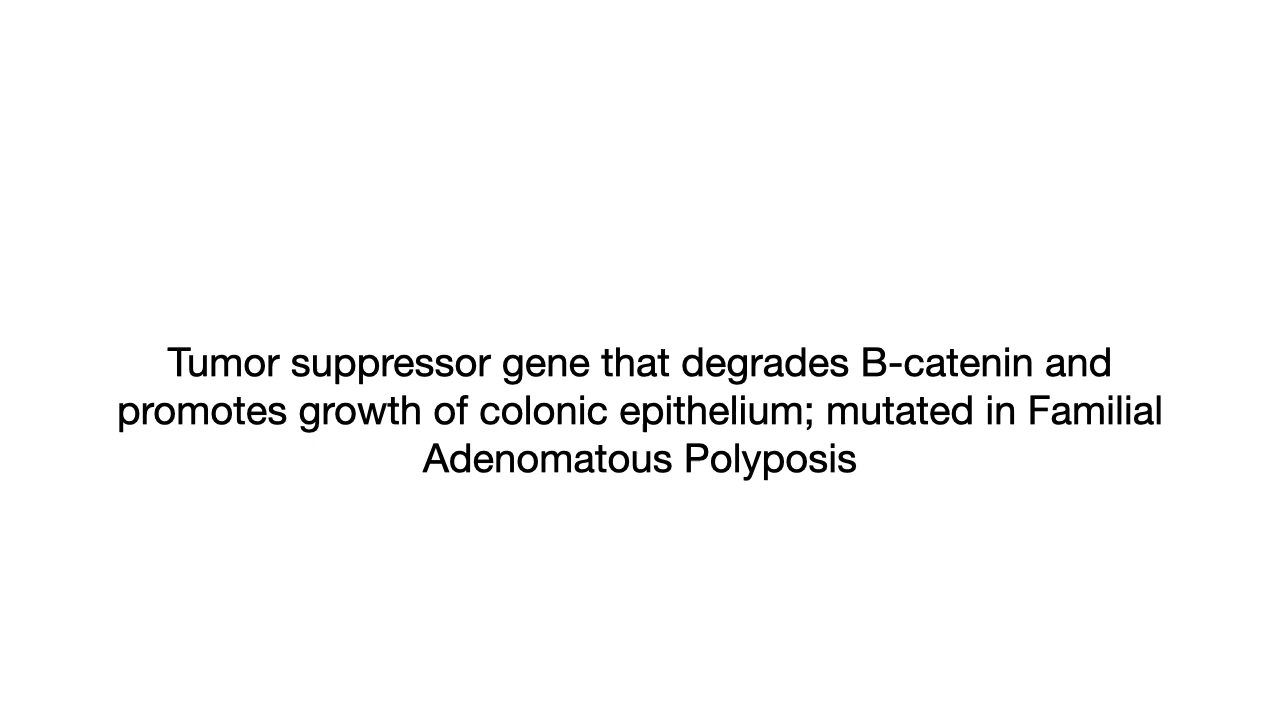 Tumor suppressor gene that degrades B-catenin and
promotes growth of colonic epithelium; mutated in Familial
Adenomatous Polyposis